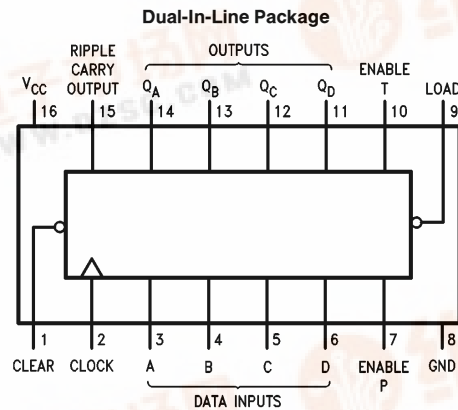 Dual-In-Line Package
RIPPLE
CARRY
OUTPUT
OUTPUTS
ENABLE
T
VCC QA QB QC QD LOAD
16 15 14 13 12 11 10 9
1 2 3 4 5 6 7 8
CLEAR CLOCK A B C D ENABLE
P GND
DATA INPUTS